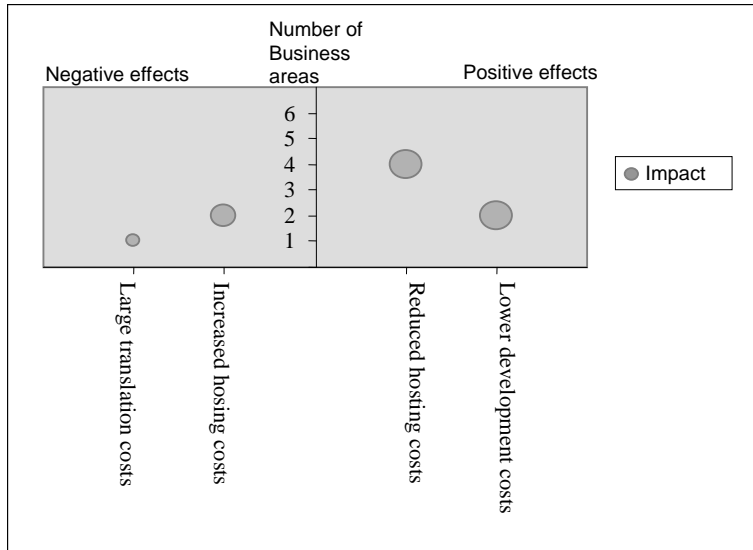 Number of
Business
areas
Negative effects
Positive effects
6
5
4
3
2
1
Impact
Large translation costs
Increased hosing costs
Reduced hosting costs
Lower development costs